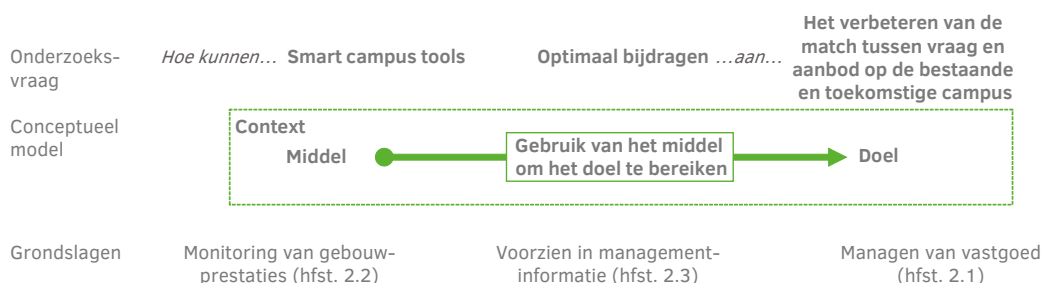 Onderzoeks-
vraag
Hoe kunnen... Smart campus tools
Optimaal bijdragen ...aan...
Het verbeteren van de
match tussen vraag en
aanbod op de bestaande
en toekomstige campus
Conceptueel
model
Context
Middel
Gebruik van het middel
om het doel te bereiken
Doel
Grondslagen
Monitoring van gebouw-
prestaties (hfst. 2.2)
Voorzien in management-
informatie (hfst. 2.3)
Managen van vastgoed
(hfst. 2.1)